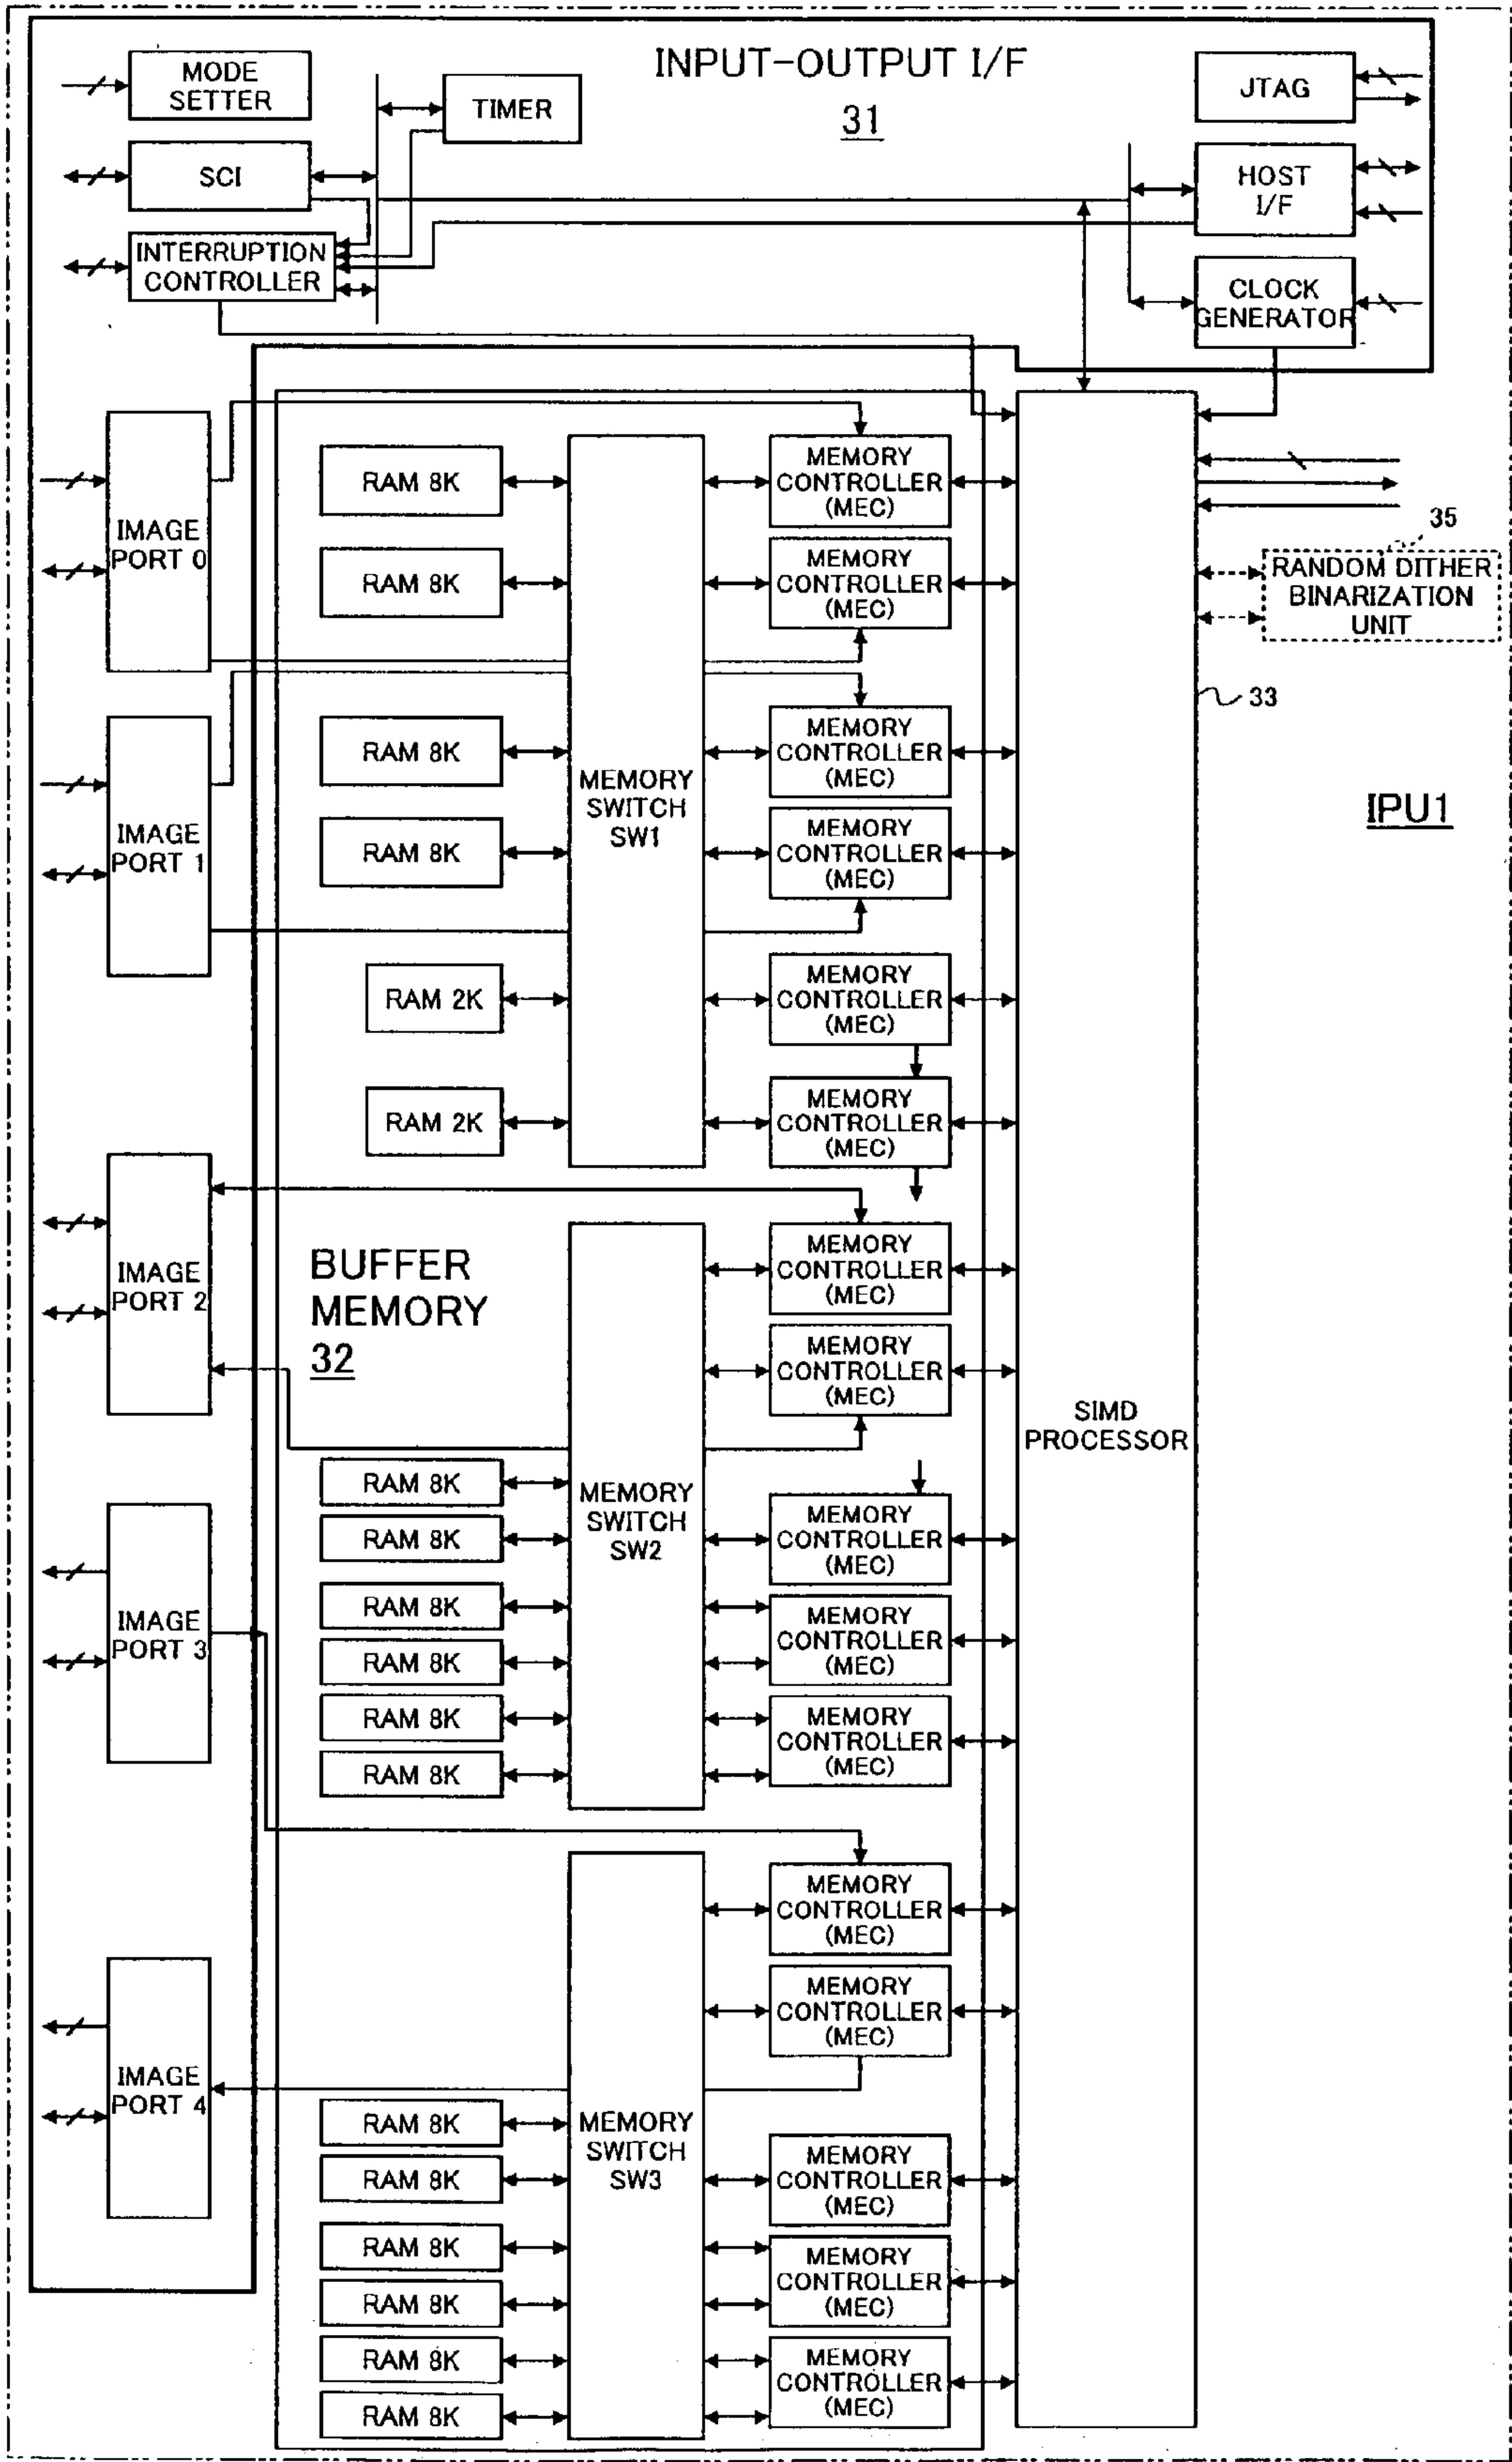 INPUT-OUTPUT I/F
31
MODE
SETTER
TIMER
JTAG
SCI
HOST
I/F
INTERRUPTION
CONTROLLER
CLOCK
GENERATOR
IMAGE
PORT 0
RAM 8K
RAM 8K
MEMORY
CONTROLLER
(MEC)
MEMORY
CONTROLLER
(MEC)
35
RANDOM DITHER
BINARIZATION
UNIT
33
IMAGE
PORT 1
RAM 8K
RAM 8K
MEMORY
SWITCH
SW1
MEMORY
CONTROLLER
(MEC)
MEMORY
CONTROLLER
(MEC)
IPU1
RAM 2K
MEMORY
CONTROLLER
(MEC)
RAM 2K
MEMORY
CONTROLLER
(MEC)
IMAGE
PORT 2
BUFFER
MEMORY
32
MEMORY
CONTROLLER
(MEC)
MEMORY
CONTROLLER
(MEC)
SIMD
PROCESSOR
IMAGE
PORT 3
RAM 8K
RAM 8K
RAM 8K
RAM 8K
RAM 8K
RAM 8K
MEMORY
SWITCH
SW2
MEMORY
CONTROLLER
(MEC)
MEMORY
CONTROLLER
(MEC)
MEMORY
CONTROLLER
(MEC)
MEMORY
CONTROLLER
(MEC)
MEMORY
CONTROLLER
(MEC)
IMAGE
PORT 4
RAM 8K
RAM 8K
RAM 8K
RAM 8K
RAM 8K
RAM 8K
MEMORY
SWITCH
SW3
MEMORY
CONTROLLER
(MEC)
MEMORY
CONTROLLER
(MEC)
MEMORY
CONTROLLER
(MEC)